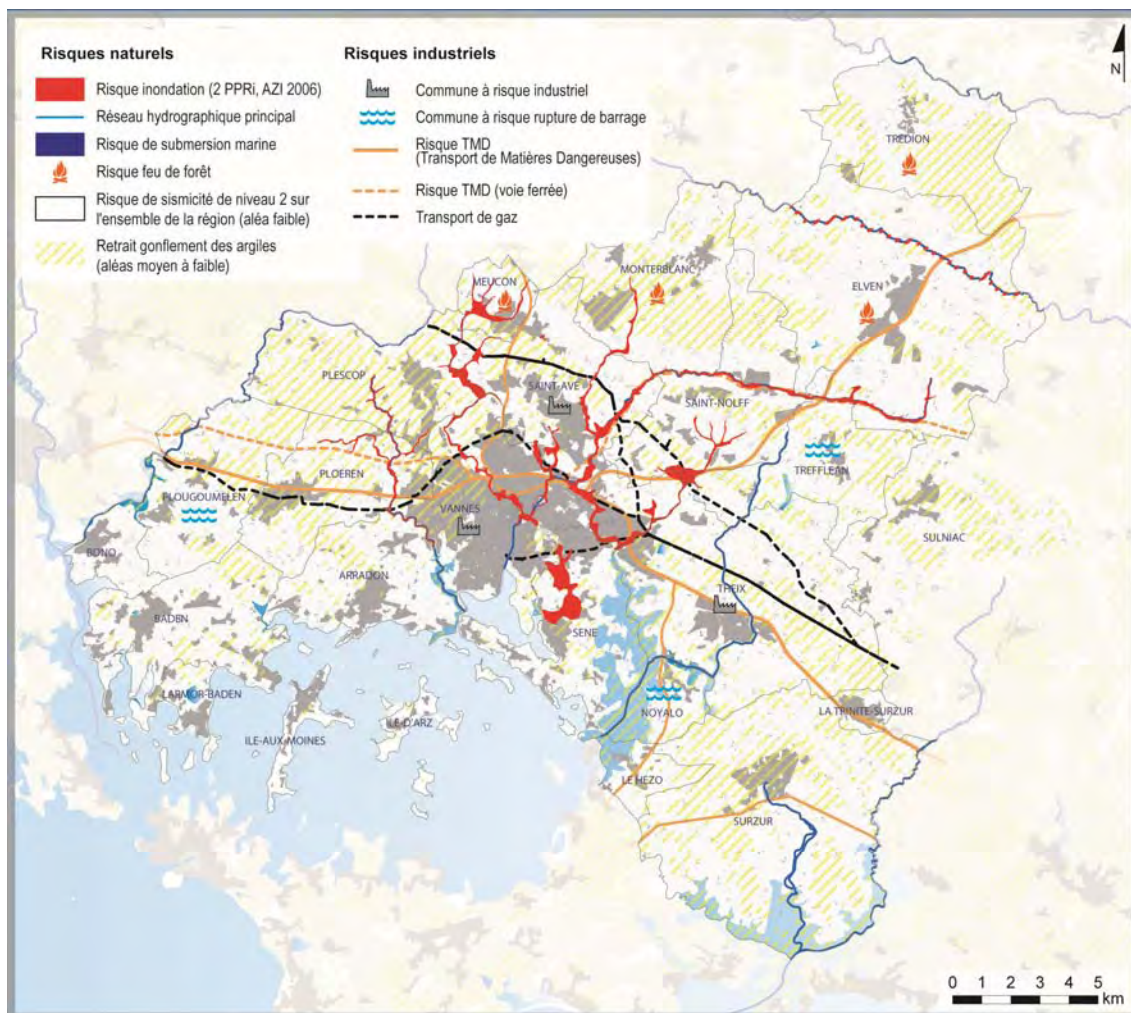 Risques naturels
Risque inondation (2 PPRi, AZI 2006)
Réseau hydrographique principal
Risque de submersion marine
Risque feu de forêt
Risque de sismicité de niveau 2 sur
l'ensemble de la région (aléa faible)
Retrait gonflement des argiles
(aléas moyen à faible)
Risques industriels
Commune à risque industriel
Commune à risque rupture de barrage
Risque TMD
(Transport de Matières Dangereuses)
Risque TMD (voie ferrée)
Transport de gaz
N
TREDION
MEUCON
MONTERBLANC
ELVEN
PLESCOP
SAINT-AVE
SAINT-NOLFF
PLOEREN
TREFFLEAN
PLOUGOUMELEN
VANNES
SULNIAC
BONO
ARRADON
THEIX
BADEN
SENE
LARMOR-BADEN
NOYALO
ILE-D'ARZ
LA TRINITE-SURZUR
ILE-AUX-MOINES
LE HEZO
SURZUR
0 1 2 3 4 5
km